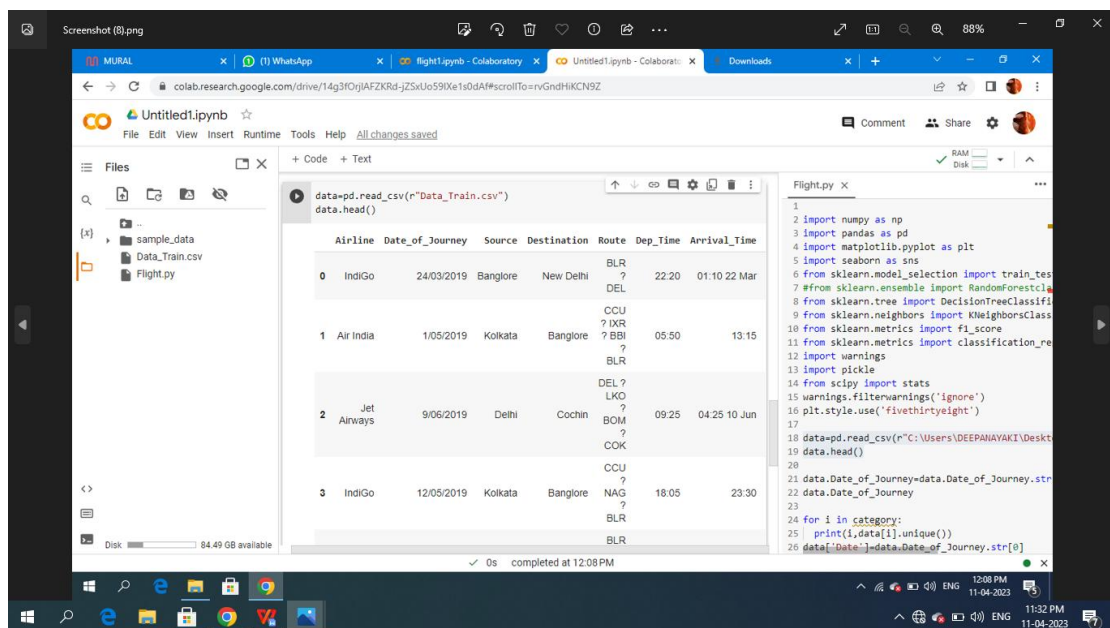 Screenshot (8).png
88%
MURAL
(1) WhatsApp
flight1.ipynb - Colaboratory
Untitled1.ipynb - Colaborato
Downloads
colab.research.google.com/drive/14g3fOrjlAFZKRd-jZSxUo59IXe1s0dAf#scrollTo=rvGndHiKCN9Z
Untitled1.ipynb
File Edit View Insert Runtime Tools Help All changes saved
Comment Share
Files
+ Code + Text
RAM
Disk
..
sample_data
Data_Train.csv
Flight.py
{x}
Disk 84.49 GB available
data=pd.read_csv(r"Data_Train.csv")
data.head()
Airline Date_of_Journey Source Destination Route Dep_Time Arrival_Time
0 IndiGo 24/03/2019 Banglore New Delhi BLR ? DEL 22:20 01:10 22 Mar
1 Air India 1/05/2019 Kolkata Banglore CCU ? IXR ? BBI ? BLR 05:50 13:15
2 Jet Airways 9/06/2019 Delhi Cochin DEL ? LKO ? BOM ? COK 09:25 04:25 10 Jun
3 IndiGo 12/05/2019 Kolkata Banglore CCU ? NAG ? BLR 18:05 23:30
BLR
Flight.py
1
2 import numpy as np
3 import pandas as pd
4 import matplotlib.pyplot as plt
5 import seaborn as sns
6 from sklearn.model_selection import train_tes
7 #from sklearn.ensemble import RandomForestcla
8 from sklearn.tree import DecisionTreeClassifi
9 from sklearn.neighbors import KNeighborsClass
10 from sklearn.metrics import f1_score
11 from sklearn.metrics import classification_re
12 import warnings
13 import pickle
14 from scipy import stats
15 warnings.filterwarnings('ignore')
16 plt.style.use('fivethirtyeight')
17
18 data=pd.read_csv(r"C:\Users\DEEPANAYAKI\Deskt
19 data.head()
20
21 data.Date_of_Journey=data.Date_of_Journey.str
22 data.Date_of_Journey
23
24 for i in category:
25 print(i,data[i].unique())
26 data['Date']=data.Date_of_Journey.str[0]
0s completed at 12:08 PM
ENG 12:08 PM
11-04-2023
5
ENG 11:32 PM
11-04-2023
7